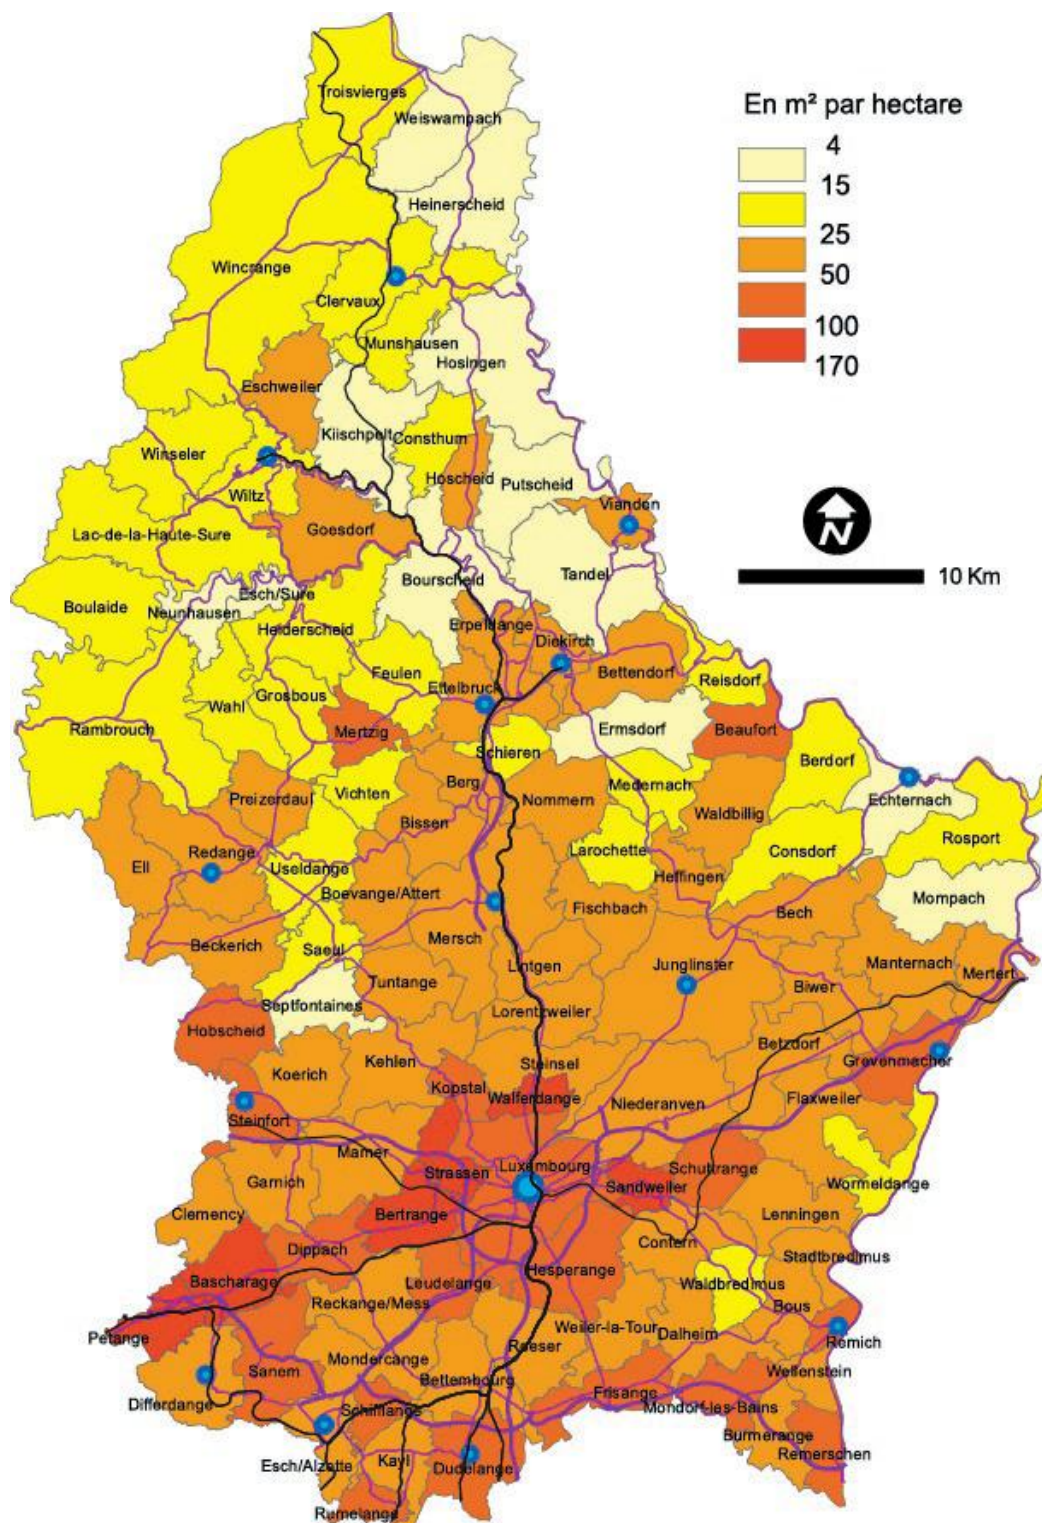 Troisvierges
En m² par hectare
Weiswampach
4
15
Heinerscheid
25
Wincrange
50
Clervaux
100
Munshausen
Hosingen
170
Eschweiler
Kiischpelt
Consthum
Winseler
Hoscheid
Putscheid
Wiltz
Viandon
Lac-de-la-Haute-Sure
Goesdorf
N
10 Km
Boulaide
Esch/Sure
Bourscheid
Tandel
Neunhausen
Heiderscheid
Erpeldange
Diekirch
Feulen
Bettendorf
Reisdorf
Grosbous
Ettelbruck
Wahl
Rambrouch
Mertzig
Ermsdorf
Beaufort
Schieren
Berdorf
Berg
Medernach
Echternach
Preizerdaul
Vichten
Nommern
Waldbillig
Bissen
Rosport
Ell
Redange
Larochette
Consdorf
Useldange
Heffingen
Boevange/Attert
Mompach
Fischbach
Bech
Beckerich
Saeul
Mersch
Lintgen
Junglinster
Manternach
Mertert
Tuntange
Biwer
Septfontaines
Lorentzweiler
Hobscheid
Betzdorf
Kehlen
Steinsel
Grevenmacher
Koerich
Kopstal
Walferdange
Flaxweiler
Niederanven
Steinfort
Mamer
Strassen
Luxembourg
Schuttrange
Garnich
Sandweiler
Wormeldange
Clemency
Bertrange
Lenningen
Dippach
Contern
Stadtbredimus
Bascharage
Leudelange
Hesperange
Waldbredimus
Reckange/Mess
Bous
Petange
Weiler-la-Tour
Dalheim
Remich
Roeser
Mondercange
Sanem
Bettembourg
Welfenstein
Frisange
Differdange
Schifflange
Mondorf-les-Bains
Burmerange
Kayl
Remerschen
Esch/Alzette
Dudelange
Rumelange